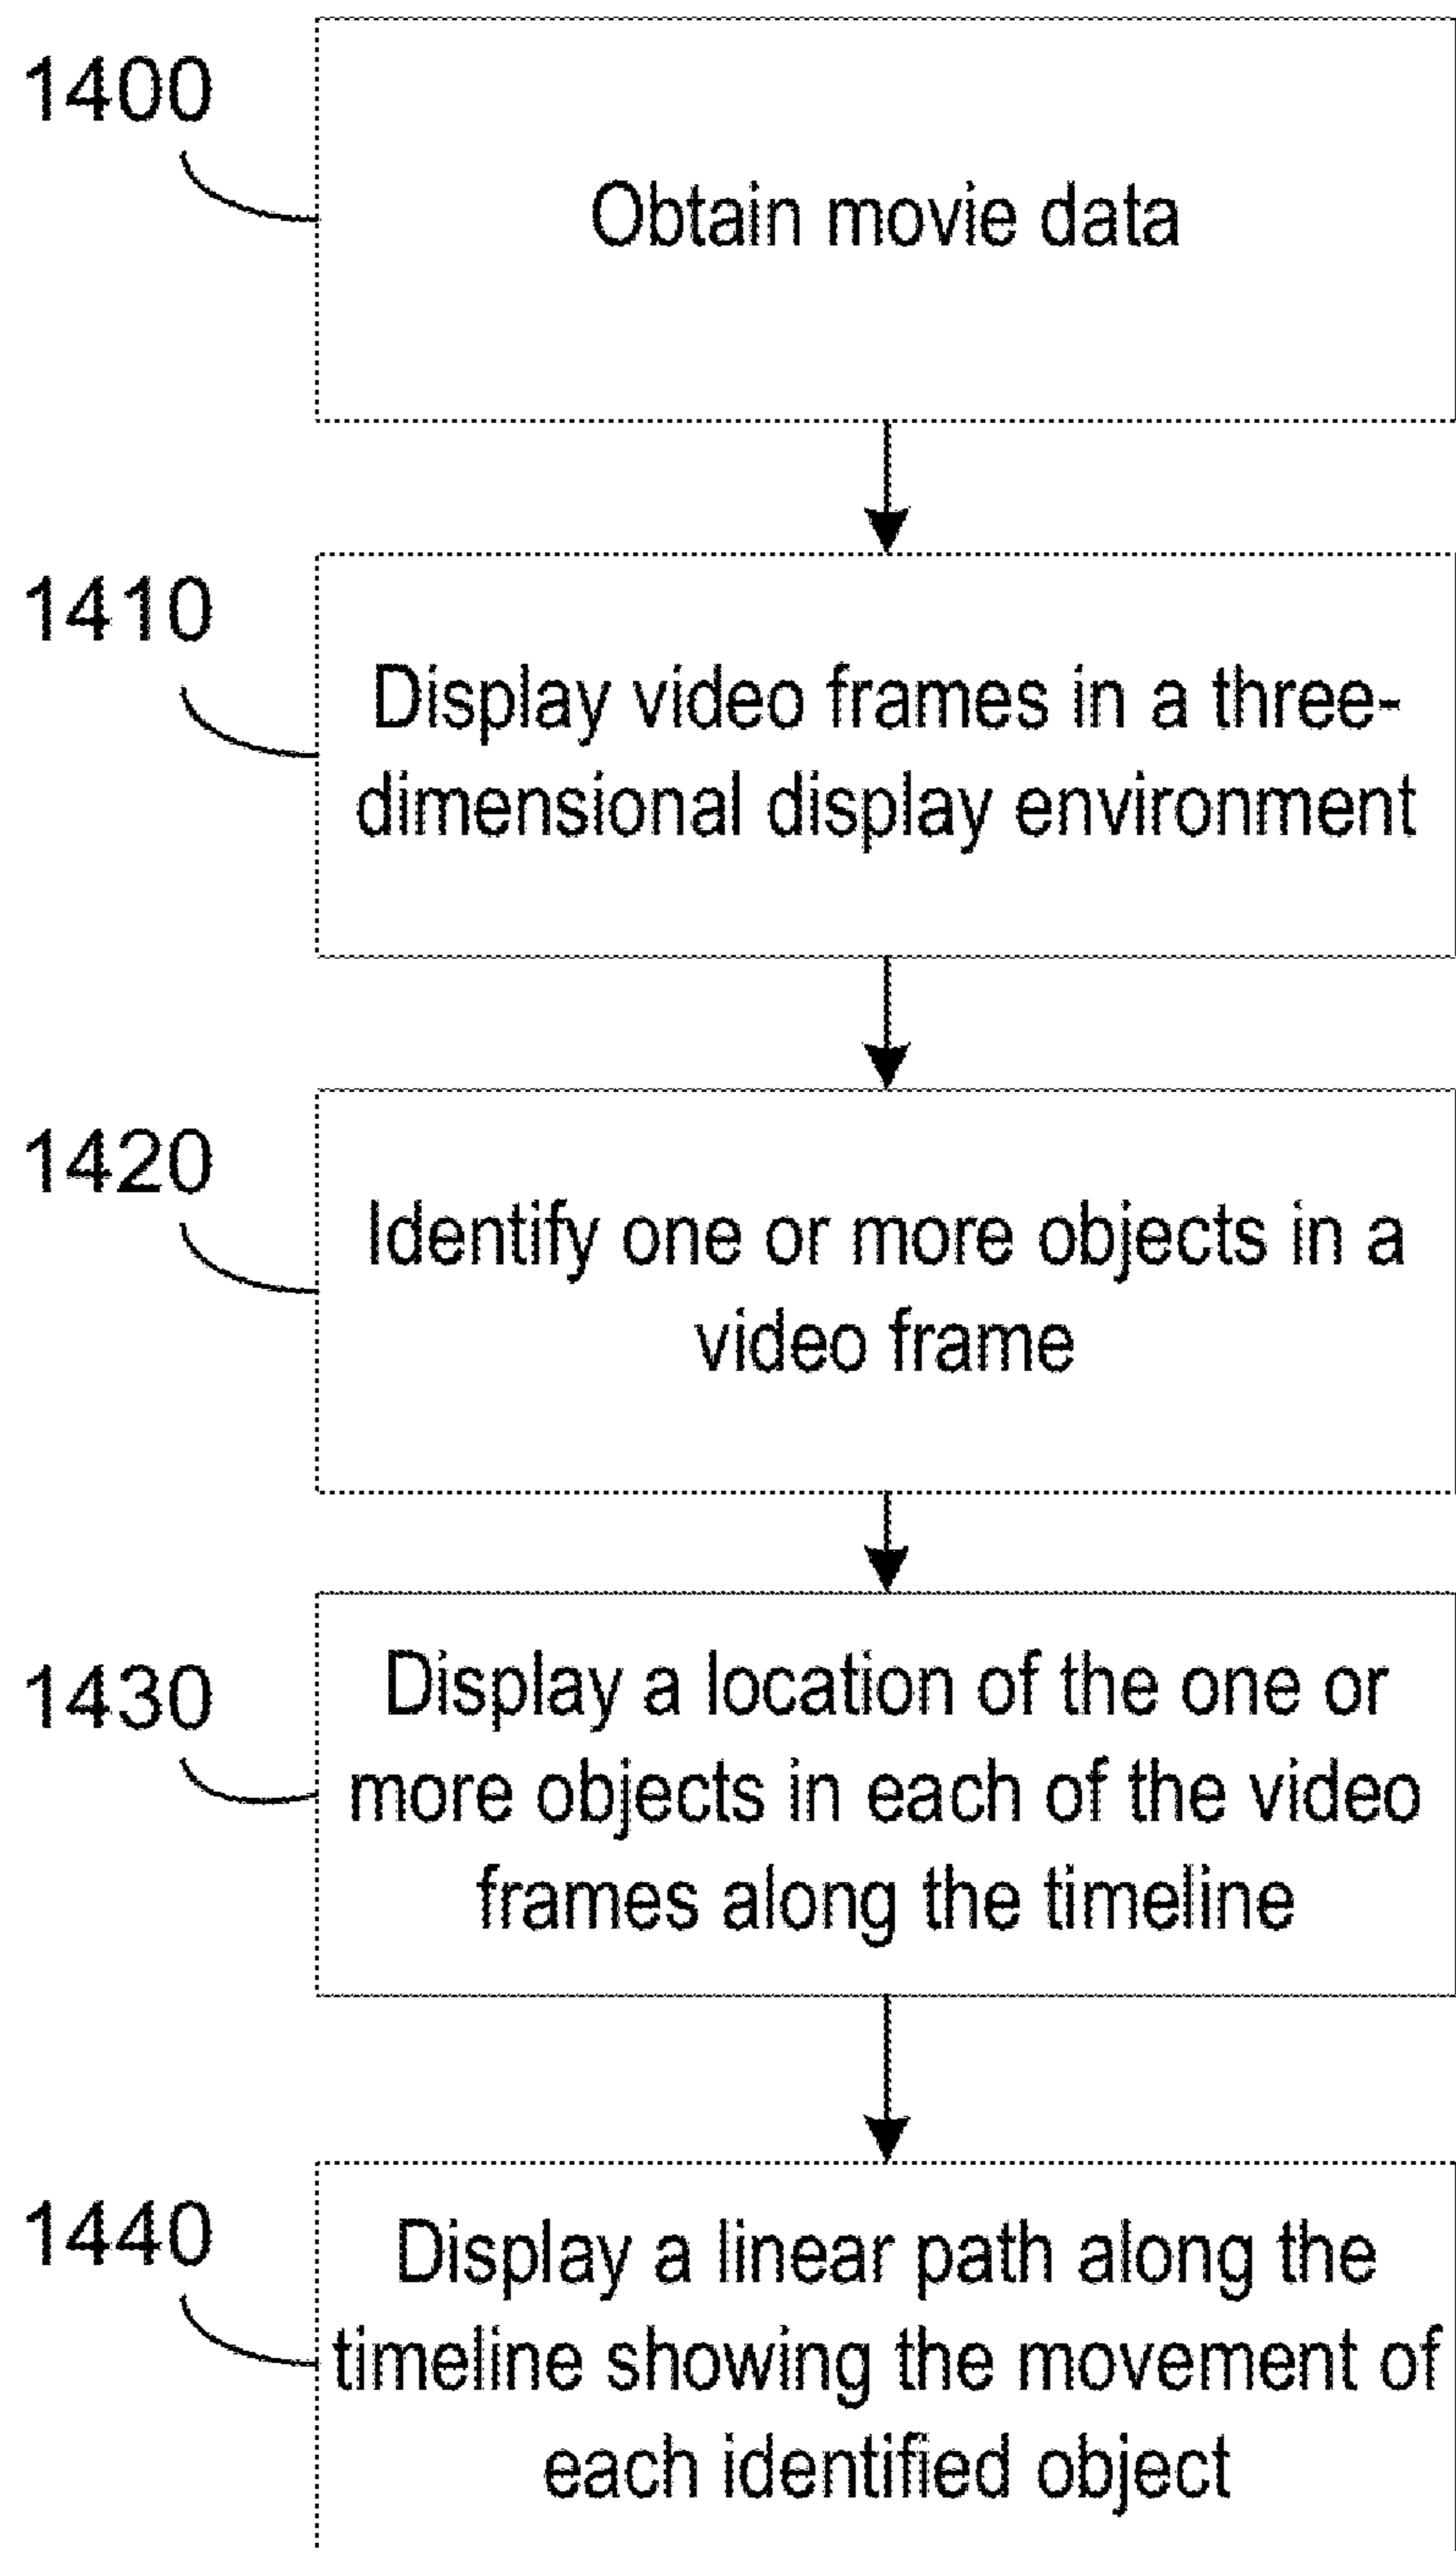 1400
Obtain movie data
1410
Display video frames in a three-
dimensional display environment
1420
Identify one or more objects in a
video frame
1430
Display a location of the one or
more objects in each of the video
frames along the timeline
1440
Display a linear path along the
timeline showing the movement of
each identified object